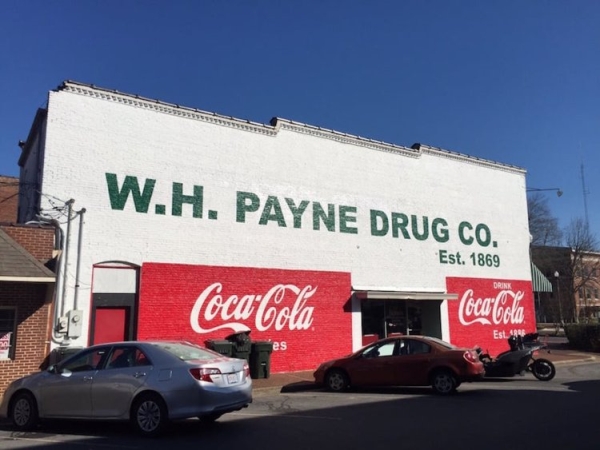 W.H. PAYNE DRUG CO.
Est. 1869
Coca-Cola
DRINK
Coca-Cola